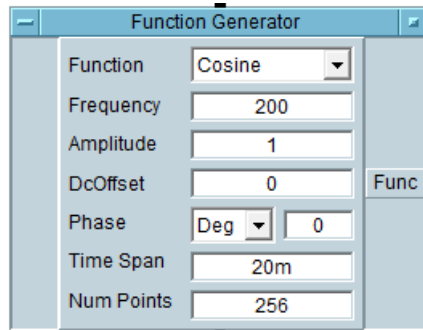 Function Generator
Function Cosine
Frequency 200
Amplitude 1
DcOffset 0 Func
Phase Deg 0
Time Span 20m
Num Points 256